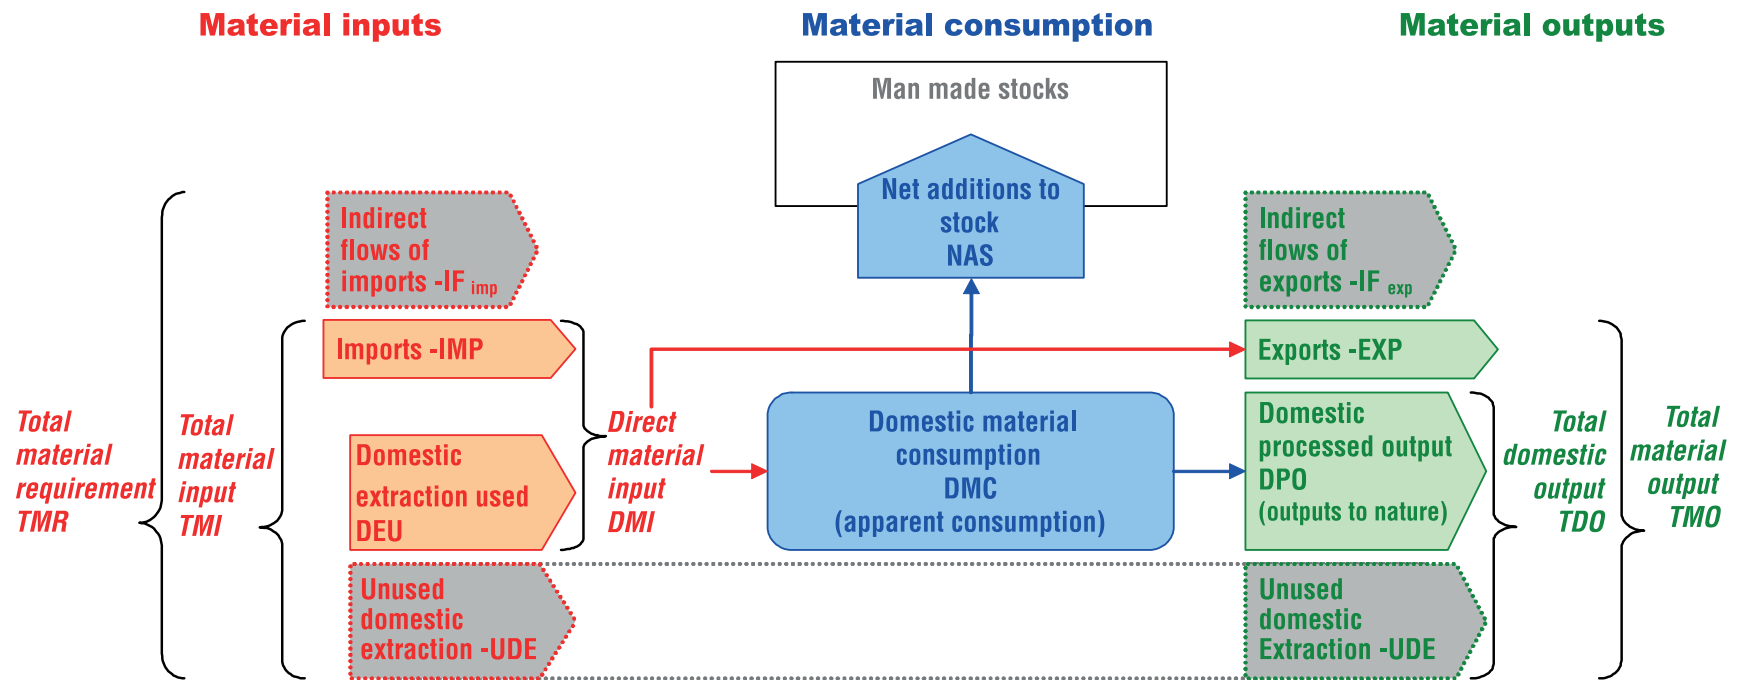 Material inputs
Material consumption
Material outputs
Man made stocks
Net additions to
stock
NAS
Indirect
flows of
imports -IF imp
Indirect
flows of
exports -IF exp
Imports -IMP
Exports -EXP
Total
material
requirement
TMR
Total
material
input
TMI
Domestic
extraction used
DEU
Direct
material
input
DMI
Domestic material
consumption
DMC
(apparent consumption)
Domestic
processed output
DPO
(outputs to nature)
Total
domestic
output
TDO
Total
material
output
TMO
Unused
domestic
extraction -UDE
Unused
domestic
Extraction -UDE